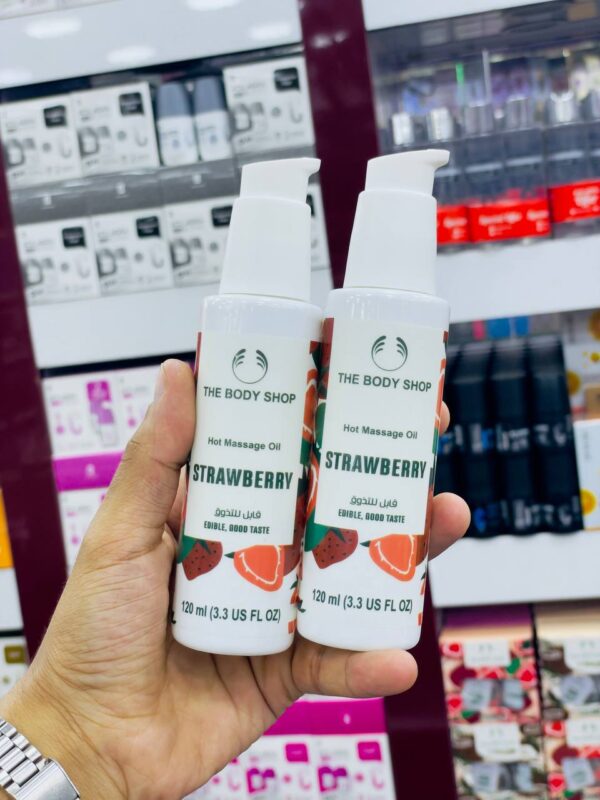 THE BODY SHOP
Hot Massage Oil
STRAWBERRY
قابل للتذوق
EDIBLE, GOOD TASTE
120 ml (3.3 US FL OZ)
THE BODY SHOP
Hot Massage Oil
STRAWBERRY
قابل للتذوق
EDIBLE, GOOD TASTE
120 ml (3.3 US FL OZ)